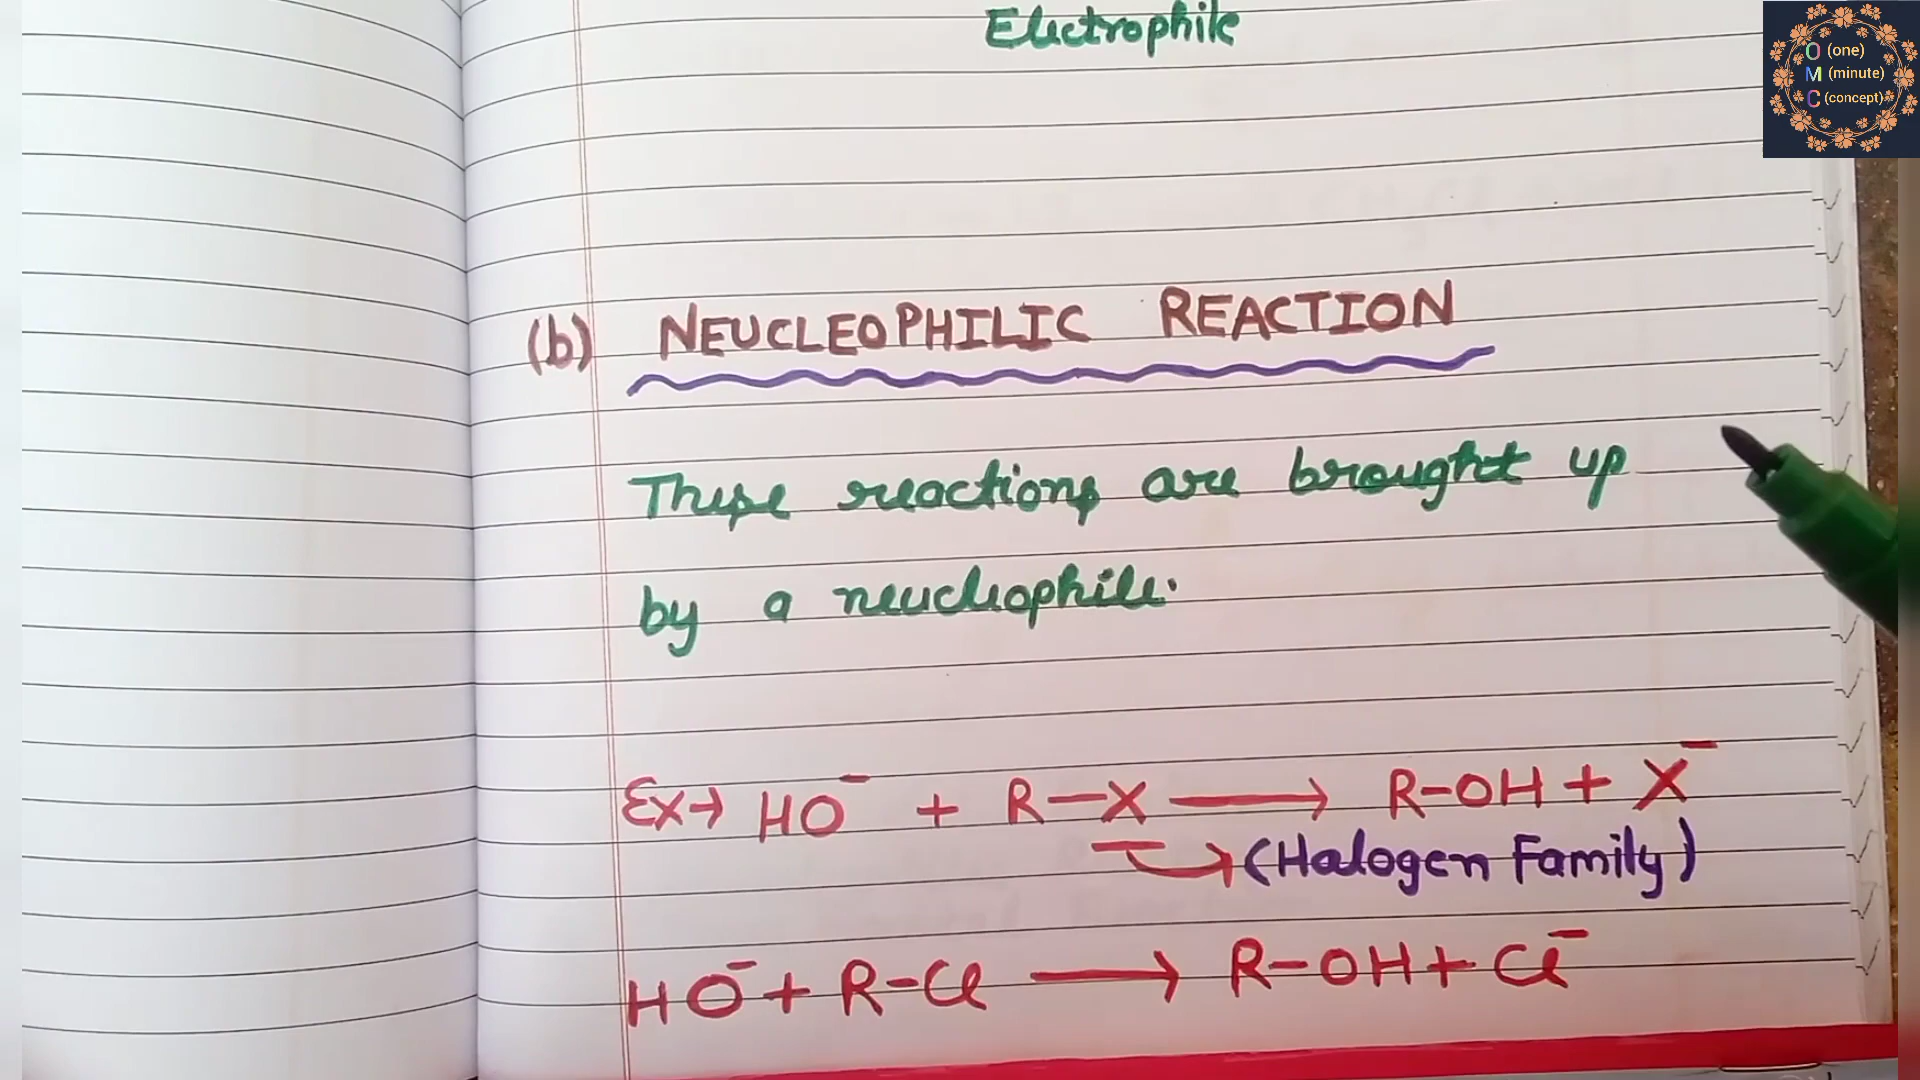 Electrophile
O (one)
M (minute)
C (concept)
(b) NEUCLEOPHILIC REACTION
These reactions are brought up
by a neucleophile.
Ex→ HO⁻ + R-X ⟶ R-OH + X⁻
(Halogen Family)
HO⁻ + R-Cl ⟶ R-OH + Cl⁻